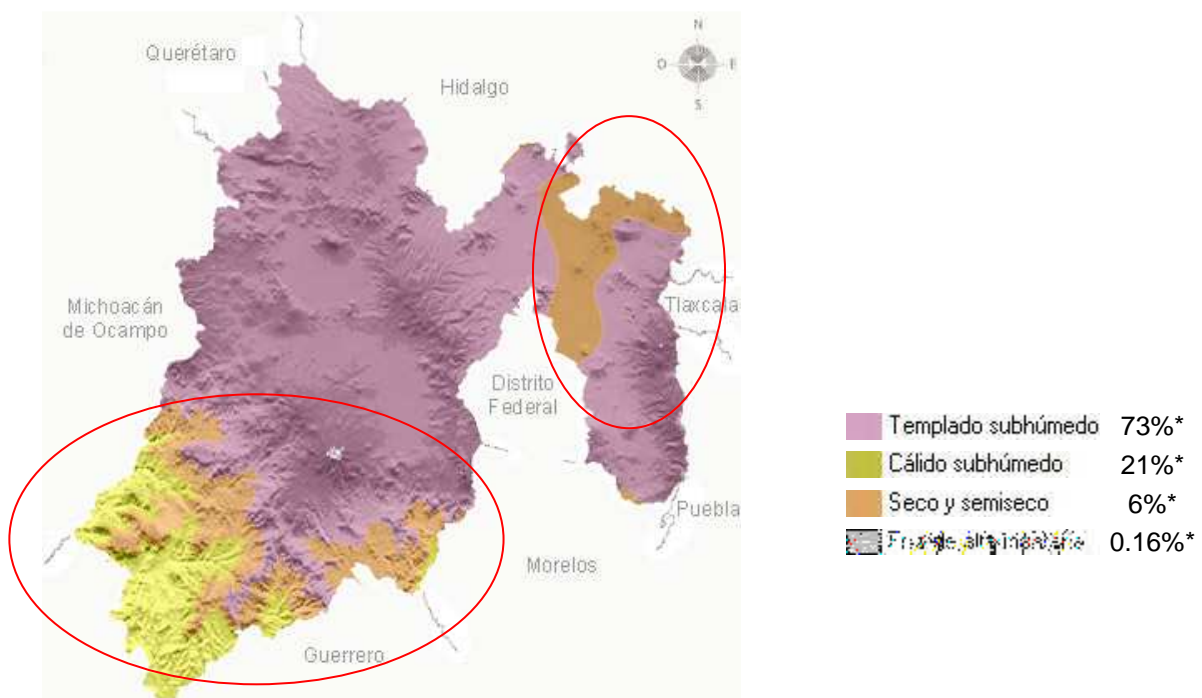 Querétaro
Hidalgo
N
O E
S
Michoacán
de Ocampo
Tlaxcala
Distrito
Federal
Puebla
Morelos
Guerrero
Templado subhúmedo 73%*
Cálido subhúmedo 21%*
Seco y semiseco 6%*
0.16%*